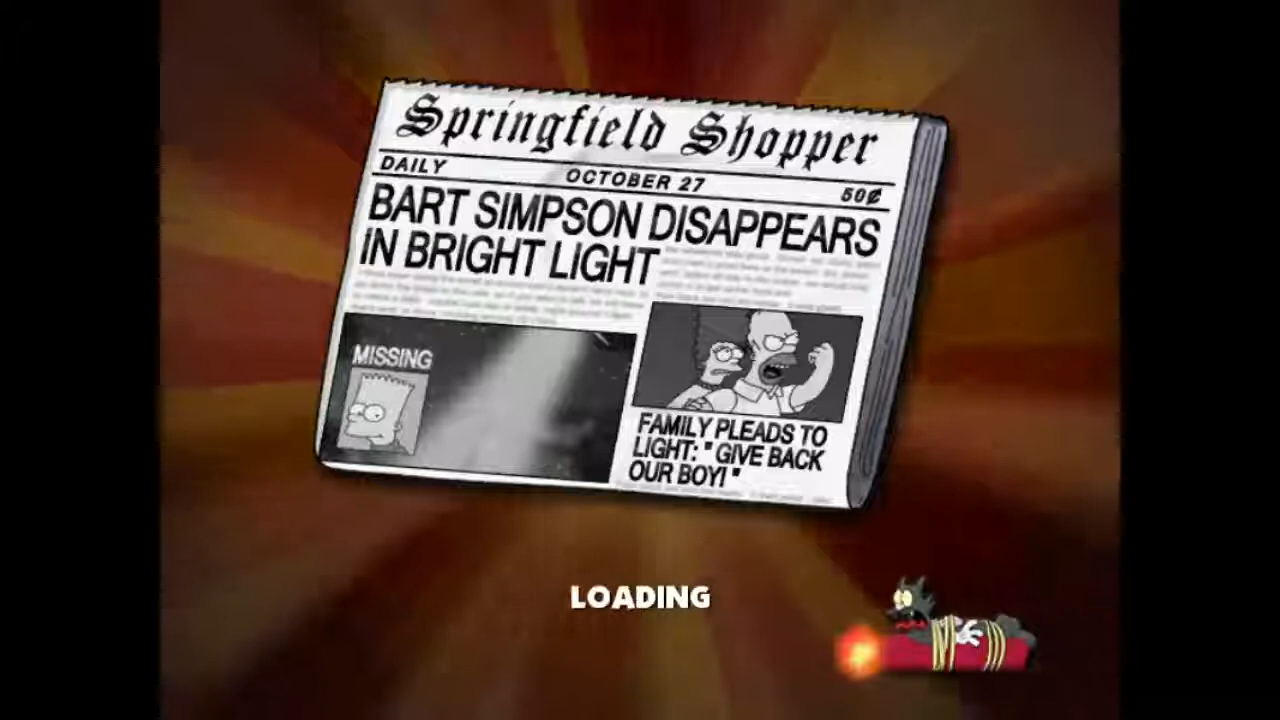 Springfield Shopper
DAILY OCTOBER 27 50¢
BART SIMPSON DISAPPEARS
IN BRIGHT LIGHT
MISSING
FAMILY PLEADS TO
LIGHT: "GIVE BACK
OUR BOY!"
LOADING